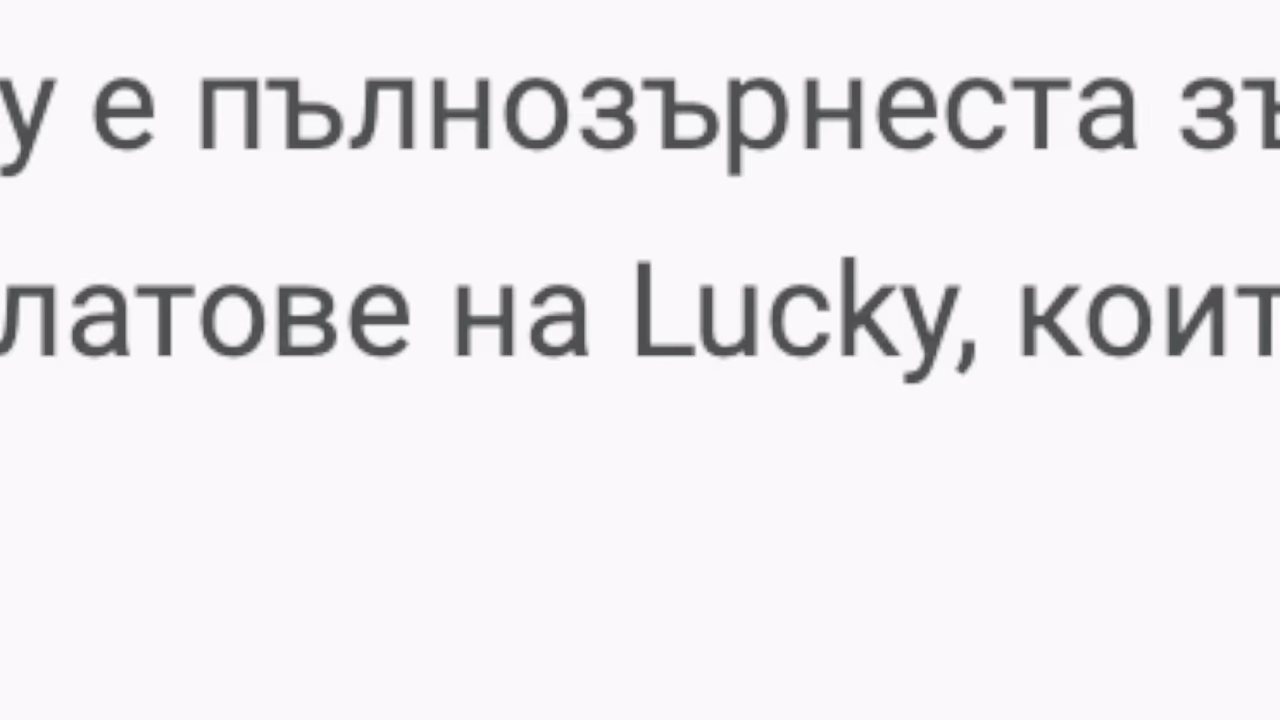 у е пълнозърнеста зъ
латове на Lucky, коит